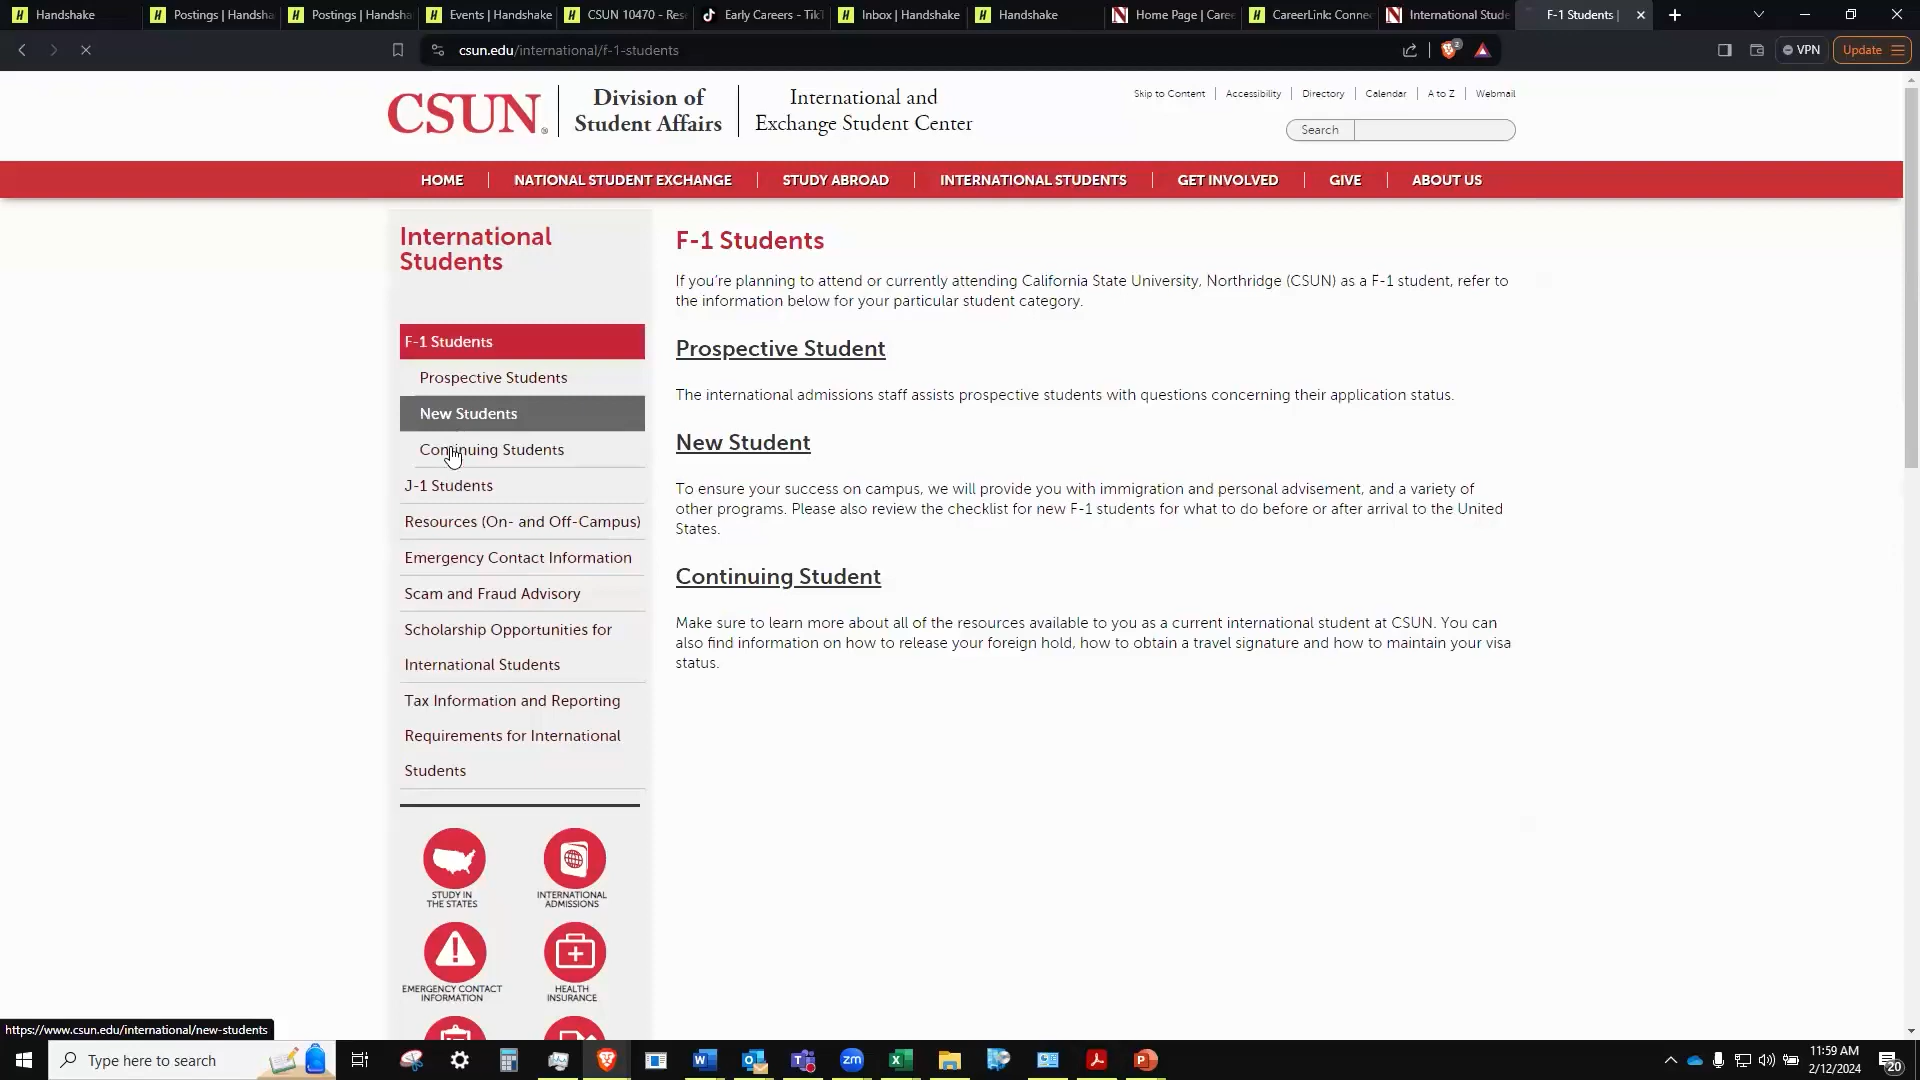 Handshake
Postings | Handsha
Postings | Handsha
Events | Handshake
CSUN 10470 - Res
Early Careers - Tik
Inbox | Handshake
Handshake
Home Page | Caree
CareerLink: Conne
International Stude
F-1 Students |
csun.edu/international/f-1-students
2
VPN
Update
CSUN
Division of
Student Affairs
International and
Exchange Student Center
Skip to Content
Accessibility
Directory
Calendar
A to Z
Webmail
Search
HOME
NATIONAL STUDENT EXCHANGE
STUDY ABROAD
INTERNATIONAL STUDENTS
GET INVOLVED
GIVE
ABOUT US
International
Students
F-1 Students
Prospective Students
New Students
Continuing Students
J-1 Students
Resources (On- and Off-Campus)
Emergency Contact Information
Scam and Fraud Advisory
Scholarship Opportunities for
International Students
Tax Information and Reporting
Requirements for International
Students
STUDY IN
THE STATES
INTERNATIONAL
ADMISSIONS
EMERGENCY CONTACT
INFORMATION
HEALTH
INSURANCE
F-1 Students
If you're planning to attend or currently attending California State University, Northridge (CSUN) as a F-1 student, refer to
the information below for your particular student category.
Prospective Student
The international admissions staff assists prospective students with questions concerning their application status.
New Student
To ensure your success on campus, we will provide you with immigration and personal advisement, and a variety of
other programs. Please also review the checklist for new F-1 students for what to do before or after arrival to the United
States.
Continuing Student
Make sure to learn more about all of the resources available to you as a current international student at CSUN. You can
also find information on how to release your foreign hold, how to obtain a travel signature and how to maintain your visa
status.
https://www.csun.edu/international/new-students
Type here to search
zm
11:59 AM
2/12/2024
20